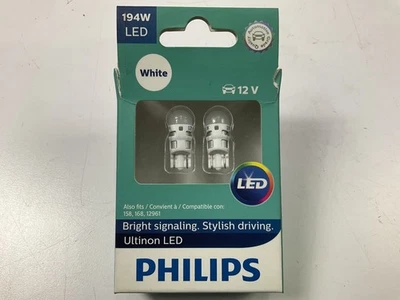 194W
LED
White
12 V
LED
Also fits / Convient à / Compatible con:
158, 168, 12961
Bright signaling. Stylish driving.
Ultinon LED
PHILIPS